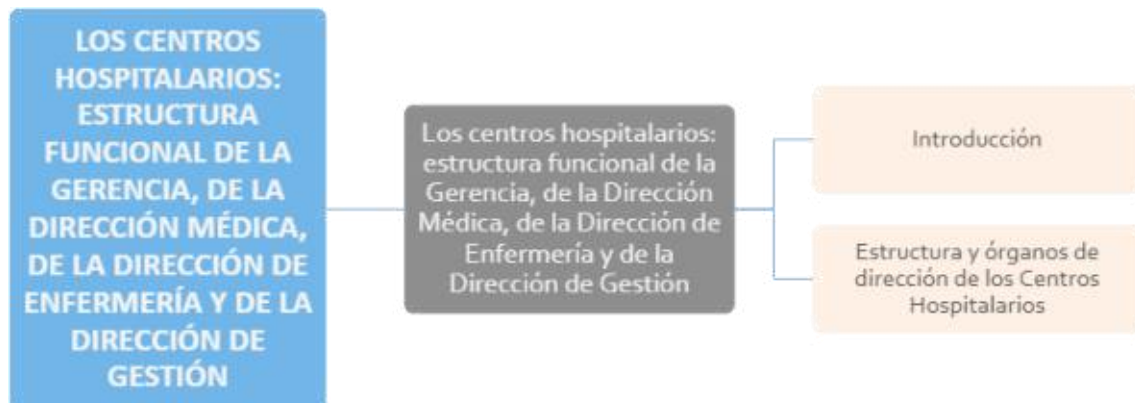 LOS CENTROS
HOSPITALARIOS:
ESTRUCTURA
FUNCIONAL DE LA
GERENCIA, DE LA
DIRECCIÓN MÉDICA,
DE LA DIRECCIÓN DE
ENFERMERÍA Y DE LA
DIRECCIÓN DE
GESTIÓN
Los centros hospitalarios:
estructura funcional de la
Gerencia, de la Dirección
Médica, de la Dirección de
Enfermería y de la
Dirección de Gestión
Introducción
Estructura y órganos de
dirección de los Centros
Hospitalarios